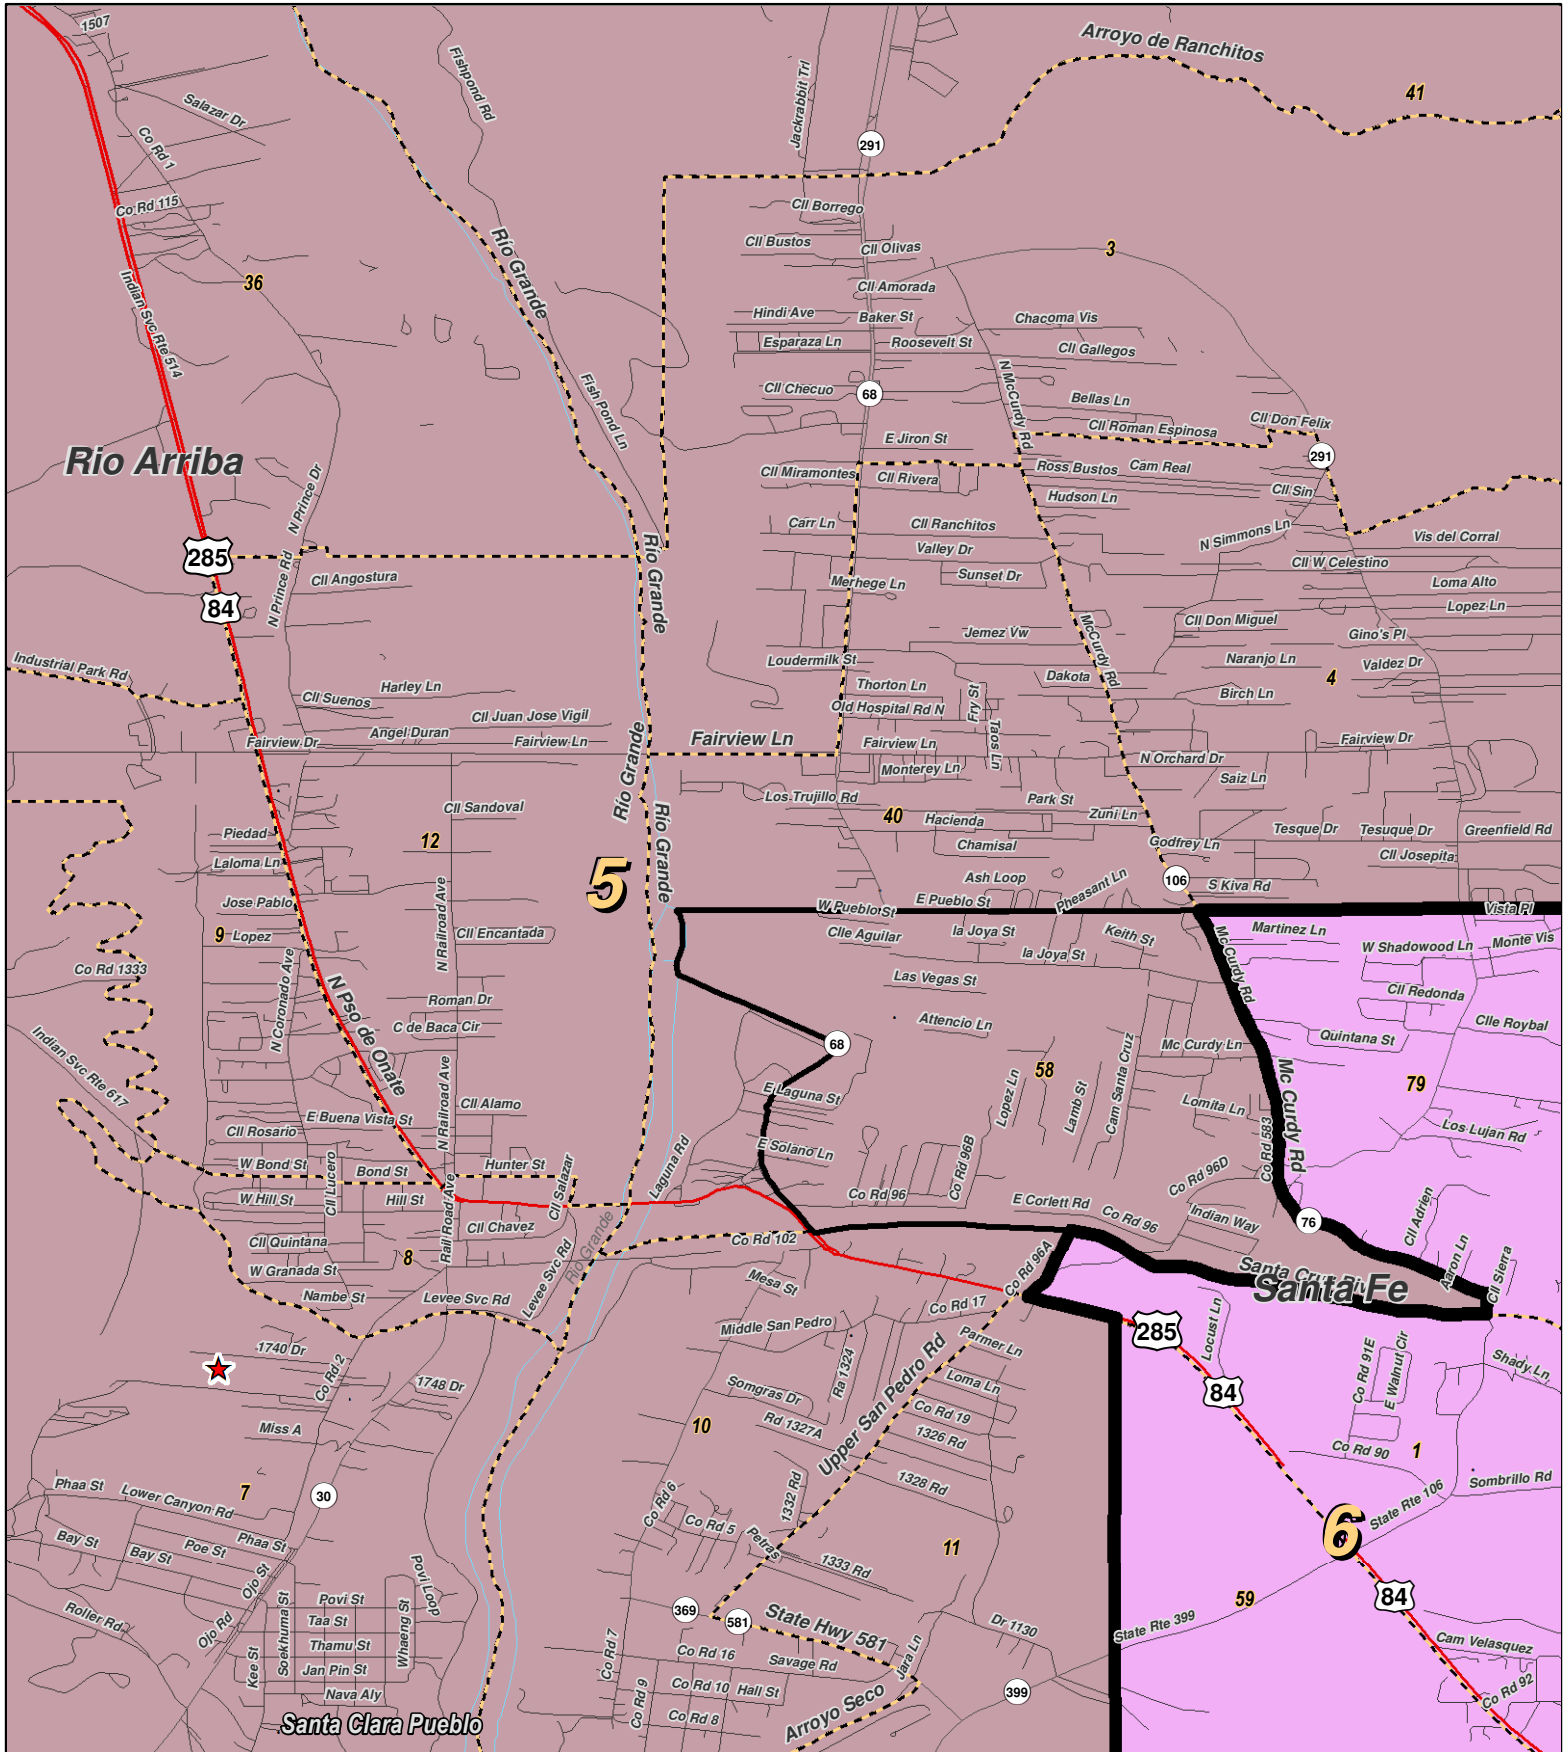 1507
Fishpond Rd
Jackrabbit Trl
Arroyo de Ranchitos
41
Salazar Dr
Co Rd 1
291
Co Rd 115
Cll Borrego
Cll Bustos
Cll Olivas
3
Rio Grande
36
Indian Svc Rte 514
Cll Amorada
Hindi Ave
Baker St
Chacoma Vis
Esparaza Ln
Roosevelt St
Cll Gallegos
Fish Pond Ln
Cll Checuo
68
N McCurdy Rd
Bellas Ln
Cll Roman Espinosa
Cll Don Felix
E Jiron St
291
Rio Arriba
N Prince Dr
Cll Miramontes
Cll Rivera
Ross Bustos
Cam Real
Hudson Ln
Cll Sin
Carr Ln
Cll Ranchitos
N Simmons Ln
Vis del Corral
285
Valley Dr
Cll W Celestino
N Prince Rd
Cll Angostura
Rio Grande
Merhege Ln
Sunset Dr
Loma Alto
84
Lopez Ln
Jemez Vw
McCurdy Rd
Cll Don Miguel
Gino's Pl
Industrial Park Rd
Loudermilk St
Naranjo Ln
Valdez Dr
4
Dakota
Harley Ln
Cll Suenos
Thorton Ln
Birch Ln
Old Hospital Rd N
Fry St
Taos Ln
Cll Juan Jose Vigil
Angel Duran
Fairview Dr
Fairview Ln
Rio Grande
Fairview Ln
Fairview Ln
Fairview Dr
N Orchard Dr
Monterey Ln
Saiz Ln
Los Trujillo Rd
Park St
Cll Sandoval
Rio Grande
40
Hacienda
Zuni Ln
Piedad
12
Tesque Dr
Tesuque Dr
Greenfield Rd
Chamisal
Godfrey Ln
Laloma Ln
Cll Josepita
5
Ash Loop
Pheasant Ln
106
S Kiva Rd
Jose Pablo
N Railroad Ave
W Pueblo St
E Pueblo St
Vista Pl
9
Lopez
Cll Encantada
Clle Aguilar
la Joya St
Keith St
Martinez Ln
W Shadowood Ln
Monte Vis
la Joya St
Mc Curdy Rd
Co Rd 1333
N Coronado Ave
N Pso de Onate
Las Vegas St
Cll Redonda
Roman Dr
C de Baca Cir
Attencio Ln
Clle Roybal
Quintana St
68
Mc Curdy Ln
Indian Svc Rte 617
N Railroad Ave
58
Mc Curdy Rd
79
E Laguna St
Lopez Ln
Lamb St
Cam Santa Cruz
Cll Alamo
Lomita Ln
E Buena Vista St
Cll Rosario
Co Rd 583
Los Lujan Rd
E Solano Ln
Laguna Rd
W Bond St
Cll Lucero
Bond St
Hunter St
Cll Salazar
Co Rd 96B
Co Rd 96D
W Hill St
Hill St
Co Rd 96
E Corlett Rd
Co Rd 96
Indian Way
76
Cll Adrien
Rail Road Ave
Cll Chavez
Cll Quintana
Co Rd 102
8
W Granada St
Levee Svc Rd
Rio Grande
Co Rd 96A
Aaron Ln
Cll Sierra
Mesa St
Santa Fe
Nambe St
Levee Svc Rd
Co Rd 17
Middle San Pedro
Locust Ln
285
1740 Dr
Parmer Ln
Upper San Pedro Rd
Ra 1324
Co Rd 91E
E Walnut Cir
Shady Ln
Co Rd 2
1748 Dr
Somgras Dr
Loma Ln
84
Co Rd 19
Miss A
10
Rd 1327A
1326 Rd
Co Rd 90
1
Phaa St
Lower Canyon Rd
7
30
1332 Rd
1328 Rd
Sombrillo Rd
Co Rd 6
State Rte 106
Co Rd 5
Petras
6
Bay St
Poe St
Phaa St
Bay St
11
1333 Rd
Ojo St
Povi Loop
59
84
Roller Rd
Soekhuma St
Povi St
Taa St
369
581
State Hwy 581
Dr 1130
State Rte 399
Ojo Rd
Whaeng St
Thamu St
Kee St
Jan Pin St
Co Rd 7
Co Rd 16
Savage Rd
Jara Ln
Cam Velasquez
Nava Aly
Co Rd 9
Co Rd 10
Hall St
399
Co Rd 92
Co Rd 8
Arroyo Seco
Santa Clara Pueblo